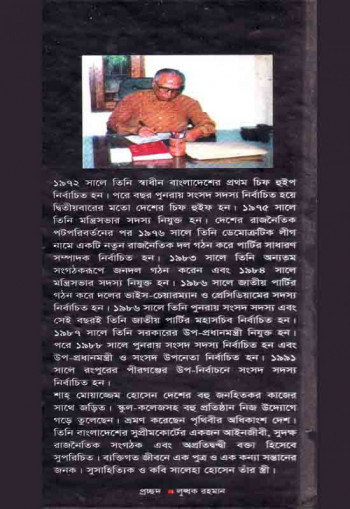 ১৯৭২ সালে তিনি স্বাধীন বাংলাদেশের প্রথম চিফ হুইপ
নির্বাচিত হন। পরে বছর পুনরায় সংসদ সদস্য নির্বাচিত হয়ে
দ্বিতীয়বারের মতো দেশের চিফ হুইফ হন। ১৯৭৫ সালে
তিনি মন্ত্রিসভার সদস্য নিযুক্ত হন। দেশের রাজনৈতিক
পটপরিবর্তনের পর ১৯৭৬ সালে তিনি ডেমোক্রটিক লীগ
নামে একটি নতুন রাজনৈতিক দল গঠন করে পার্টির সাধারণ
সম্পাদক নির্বাচিত হন। ১৯৮৩ সালে তিনি অন্যতম
সংগঠকরূপে জনদল গঠন করেন এবং ১৯৮৪ সালে
মন্ত্রিসভার সদস্য নিযুক্ত হন। ১৯৮৬ সালে জাতীয় পার্টি
গঠন করে দলের ভাইস-চেয়ারম্যান ও প্রেসিডিয়ামের সদস্য
নির্বাচিত হন। ১৯৮৬ সালে তিনি পুনরায় সংসদ সদস্য এবং
সেই বছরই তিনি জাতীয় পার্টির মহাসচিব নির্বাচিত হন।
১৯৮৭ সালে তিনি সরকারের উপ-প্রধানমন্ত্রী নিযুক্ত হন।
পরে ১৯৮৮ সালে পুনরায় সংসদ সদস্য নির্বাচিত হন এবং
উপ-প্রধানমন্ত্রী ও সংসদ উপনেতা নির্বাচিত হন। ১৯৯১
সালে রংপুরের পীরগঞ্জের উপ-নির্বাচনে সংসদ সদস্য
নির্বাচিত হন।
শাহ্ মোয়াজ্জেম হোসেন দেশের বহু জনহিতকর কাজের
সাথে জড়িত। স্কুল-কলেজসহ বহু প্রতিষ্ঠান নিজ উদ্যোগে
গড়ে তুলেছেন। ভ্রমণ করেছেন পৃথিবীর অধিকাংশ দেশ।
তিনি বাংলাদেশের সুপ্রীমকোর্টের একজন আইনজীবী, সুদক্ষ
রাজনৈতিক সংগঠক এবং অপ্রতিদ্বন্দ্বী বক্তা হিসেবে
সুপরিচিত। ব্যক্তিগত জীবনে এক পুত্র ও এক কন্যা সন্তানের
জনক। সুসাহিত্যিক ও কবি সালেহা হোসেন তাঁর স্ত্রী।
প্রচ্ছদ লুৎফক রহমান